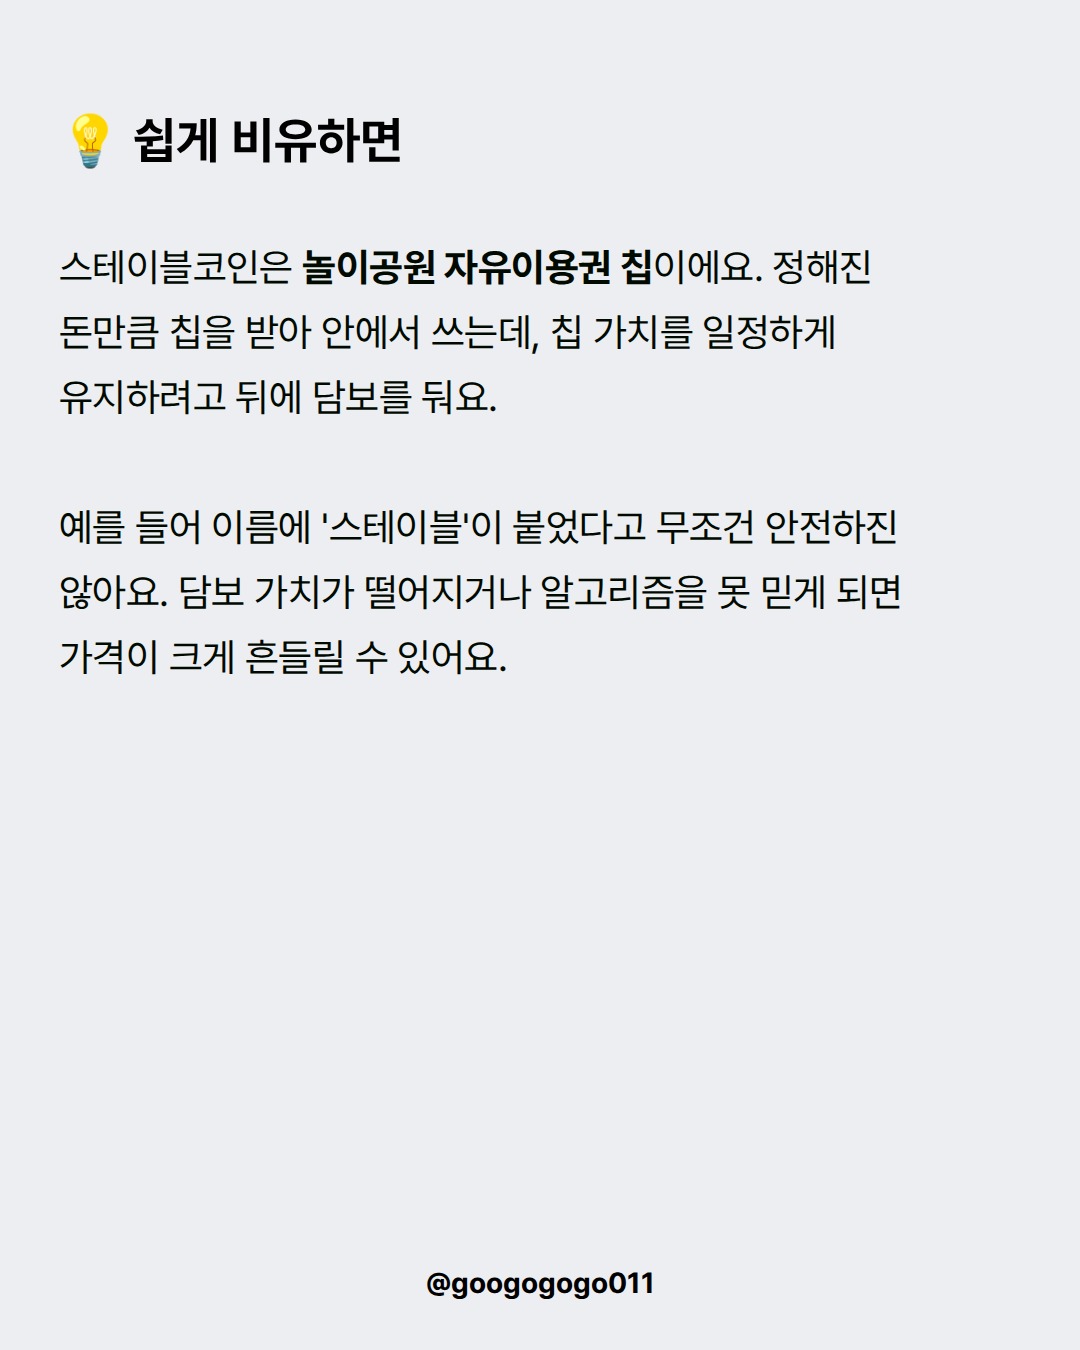 💡 쉽게 비유하면
스테이블코인은 놀이공원 자유이용권 칩이에요. 정해진
돈만큼 칩을 받아 안에서 쓰는데, 칩 가치를 일정하게
유지하려고 뒤에 담보를 둬요.
예를 들어 이름에 '스테이블'이 붙었다고 무조건 안전하진
않아요. 담보 가치가 떨어지거나 알고리즘을 못 믿게 되면
가격이 크게 흔들릴 수 있어요.
@googogogo011